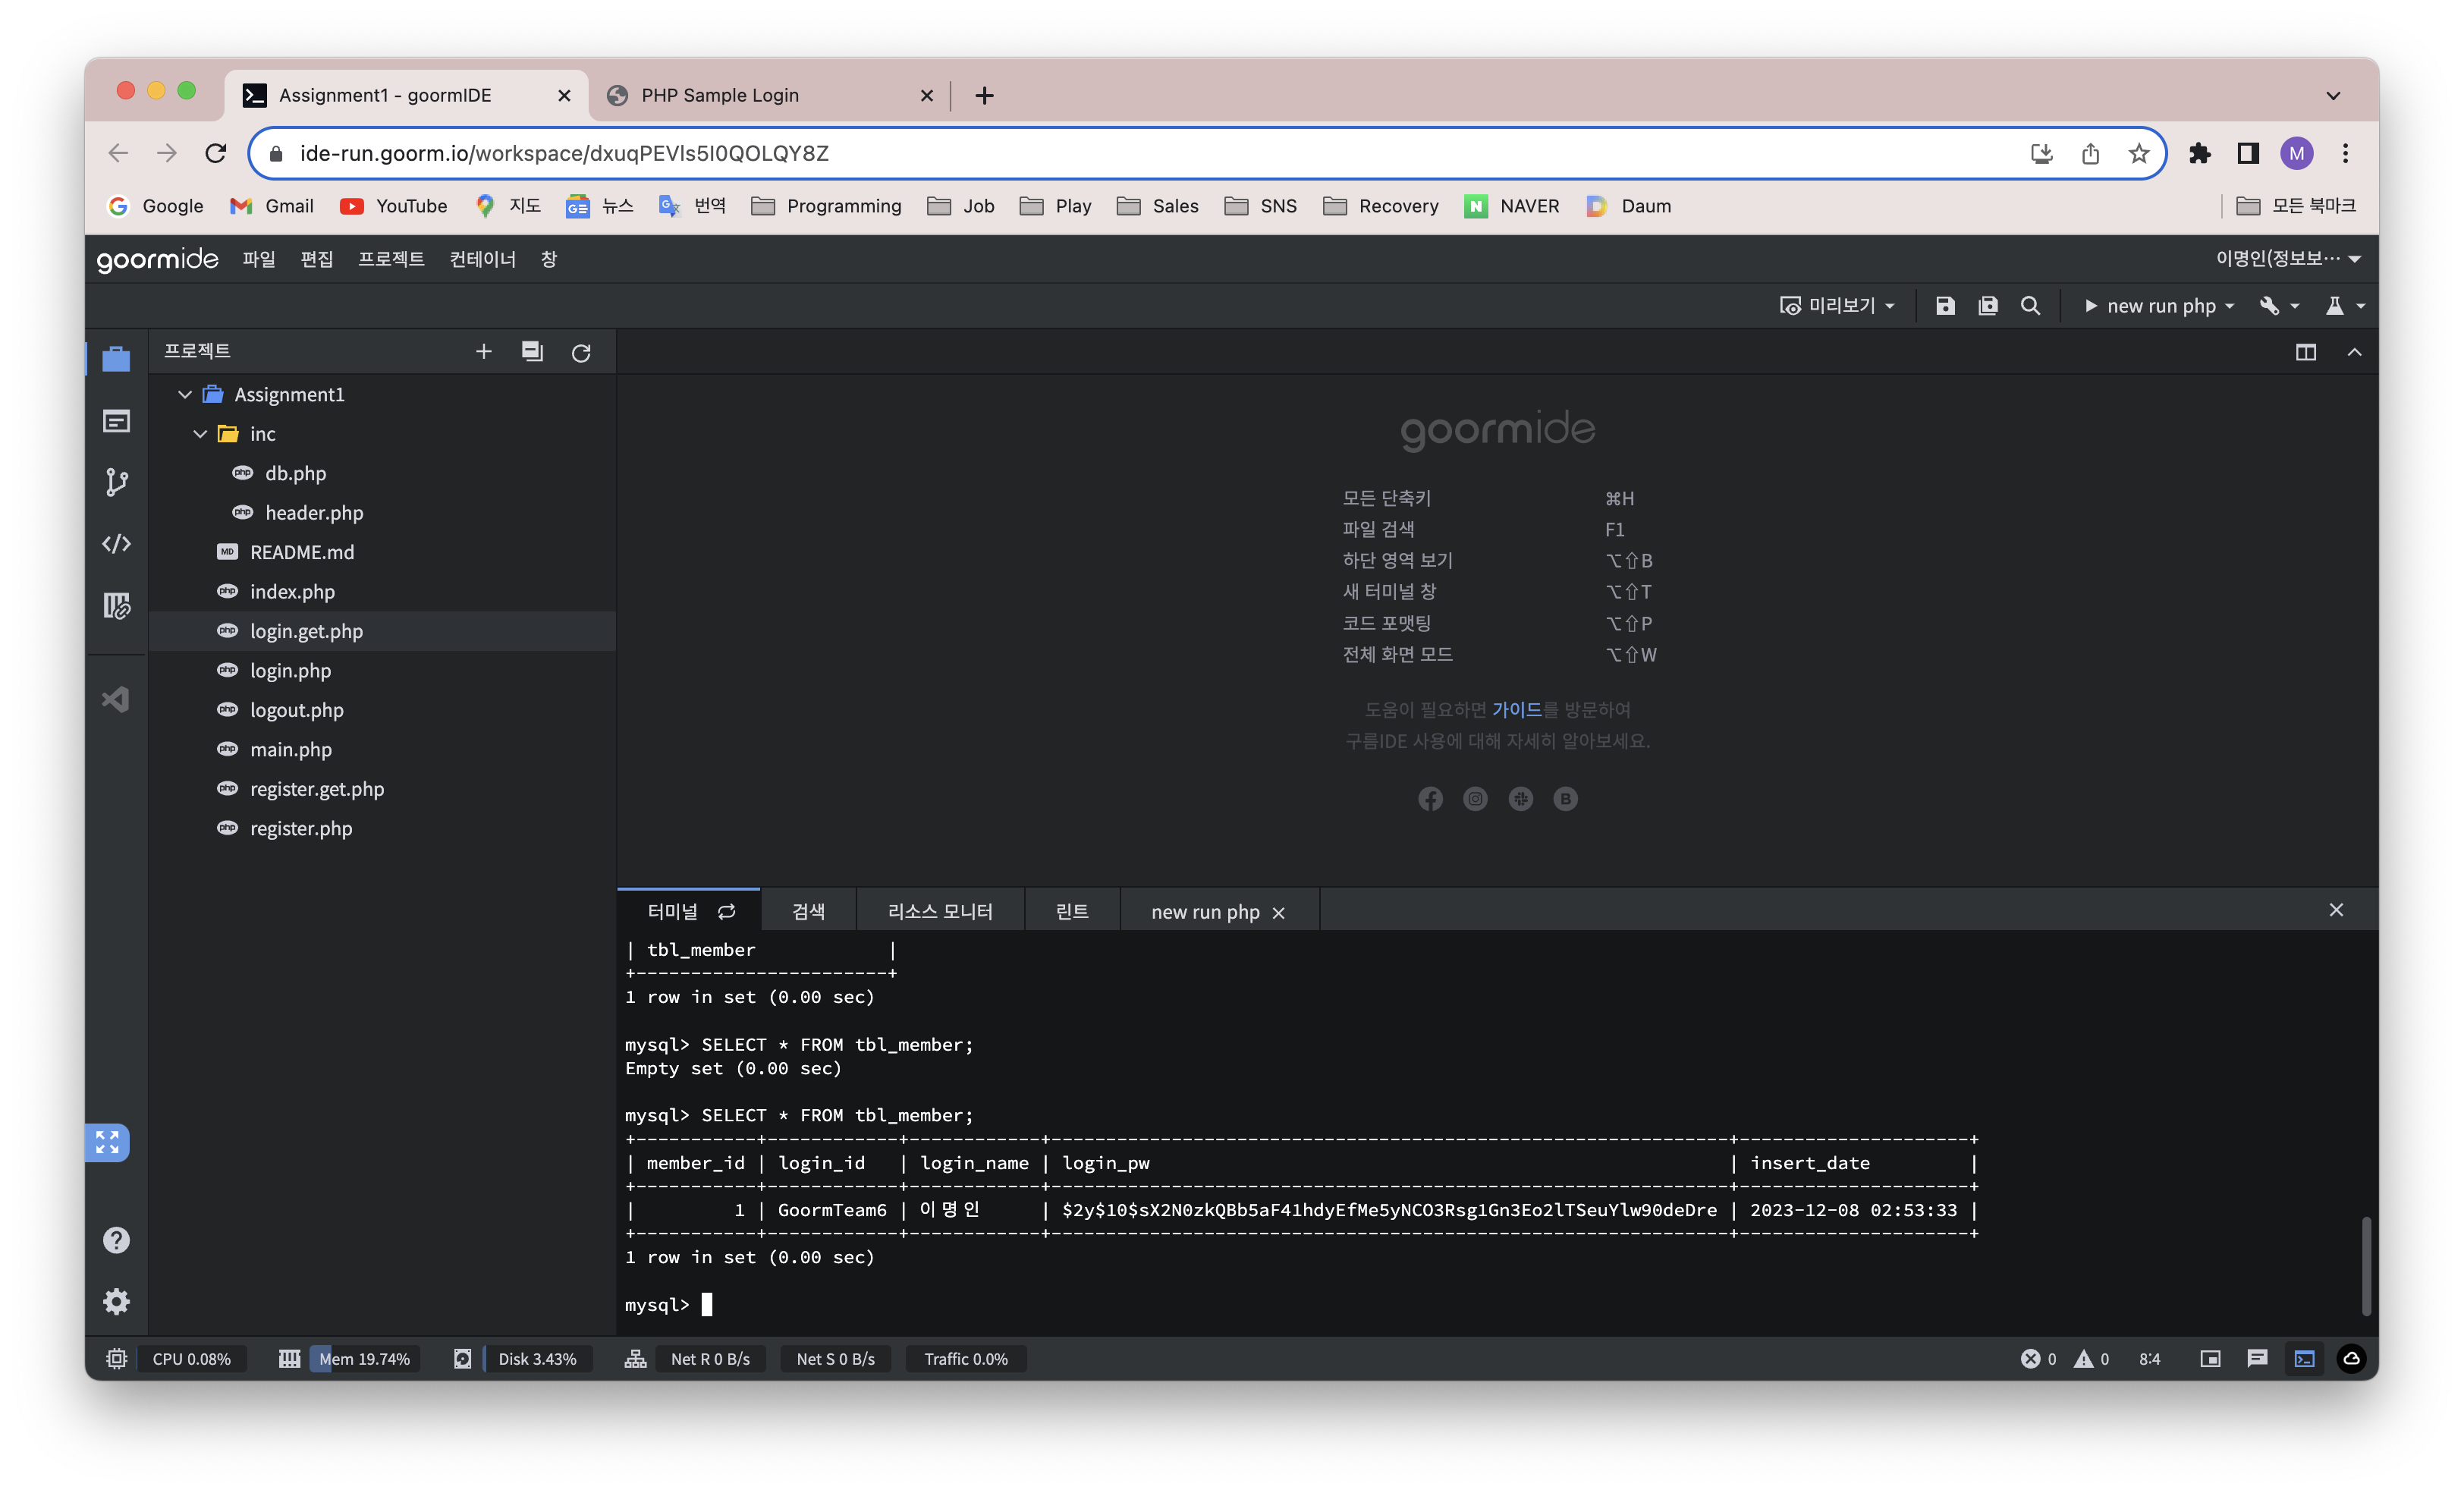 Assignment1 - goormIDE
PHP Sample Login
ide-run.goorm.io/workspace/dxuqPEVls5I0QOLQY8Z
M
Google Gmail YouTube 지도 뉴스 번역 Programming Job Play Sales SNS Recovery NAVER Daum 모든 북마크
goormide 파일 편집 프로젝트 컨테이너 창 이명인(정보보…
미리보기 new run php
프로젝트
Assignment1
inc
db.php
header.php
README.md
index.php
login.get.php
login.php
logout.php
main.php
register.get.php
register.php
goormide
모든 단축키 ⌘H
파일 검색 F1
하단 영역 보기 ⌥⇧B
새 터미널 창 ⌥⇧T
코드 포맷팅 ⌥⇧P
전체 화면 모드 ⌥⇧W
도움이 필요하면 가이드를 방문하여
구름IDE 사용에 대해 자세히 알아보세요.
터미널 검색 리소스 모니터 린트 new run php
| tbl_member            |
+-----------------------+
1 row in set (0.00 sec)
mysql> SELECT * FROM tbl_member;
Empty set (0.00 sec)
mysql> SELECT * FROM tbl_member;
+-----------+------------+------------+--------------------------------------------------------------+---------------------+
| member_id | login_id   | login_name | login_pw                                                     | insert_date         |
+-----------+------------+------------+--------------------------------------------------------------+---------------------+
|         1 | GoormTeam6 | 이명인     | $2y$10$sX2N0zkQBb5aF41hdyEfMe5yNCO3Rsg1Gn3Eo2lTSeuYlw90deDre | 2023-12-08 02:53:33 |
+-----------+------------+------------+--------------------------------------------------------------+---------------------+
1 row in set (0.00 sec)
mysql>
CPU 0.08% Mem 19.74% Disk 3.43% Net R 0 B/s Net S 0 B/s Traffic 0.0% 0 0 8:4